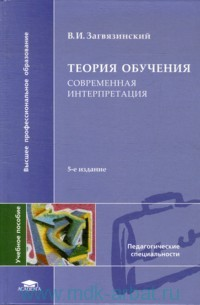 В.И. Загвязинский
ТЕОРИЯ ОБУЧЕНИЯ
СОВРЕМЕННАЯ
ИНТЕРПРЕТАЦИЯ
5-е издание
Высшее профессиональное образование
Учебное пособие
Педагогические
специальности
ACADEMA